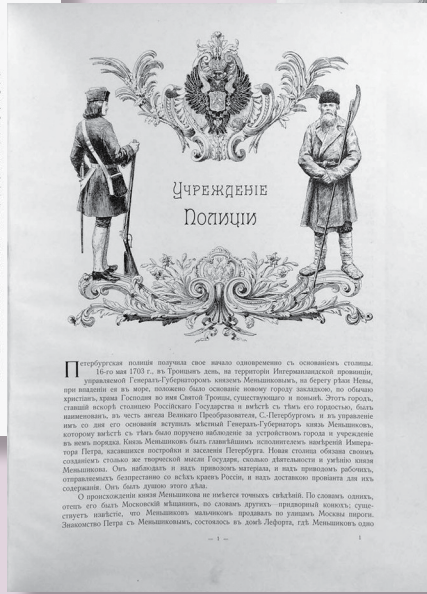 Учрежденіе
Полиціи
Петербургская полиція получила свое начало одновременно съ основаніемъ столицы.
16-го мая 1703 г., въ Троицынъ день, на территоріи Ингерманландской провинціи,
управляемой Генералъ-Губернаторомъ княземъ Меньшиковымъ, на берегу рѣки Невы,
при впаденіи ея въ море, положено было основаніе новому городу закладкою, по обычаю
христіанъ, храма Господня во имя Святой Троицы, существующаго и понынѣ. Этотъ городъ,
ставшій вскорѣ столицею Россійскаго Государства и вмѣстѣ съ тѣмъ его гордостью, былъ
наименованъ, въ честь ангела Великаго Преобразователя, С.-Петербургомъ и въ управленіе
имъ со дня его основанія вступилъ мѣстный Генералъ-Губернаторъ князь Меньшиковъ,
которому вмѣстѣ съ тѣмъ было поручено наблюденіе за устройствомъ города и учрежденіе
въ немъ порядка. Князь Меньшиковъ былъ главнѣйшимъ исполнителемъ намѣреній Импера-
тора Петра, касавшихся постройки и заселенія Петербурга. Новая столица обязана своимъ
созданіемъ столько же творческой мысли Государя, сколько дѣятельности и умѣнію князя
Меньшикова. Онъ наблюдалъ и надъ привозомъ матеріала, и надъ приводомъ рабочихъ,
отправляемыхъ безпрестанно со всѣхъ краевъ Россіи, и надъ доставкою провіанта для ихъ
содержанія. Онъ былъ душою этого дѣла.
О происхожденіи князя Меньшикова не имѣется точныхъ свѣдѣній. По словамъ однихъ,
отецъ его былъ Московскій мѣщанинъ, по словамъ другихъ—придворный конюхъ; суще-
ствуетъ извѣстіе, что Меньшиковъ мальчикомъ продавалъ по улицамъ Москвы пироги.
Знакомство Петра съ Меньшиковымъ, состоялось въ домѣ Лефорта, гдѣ Меньшиковъ одно
— 1 —
1